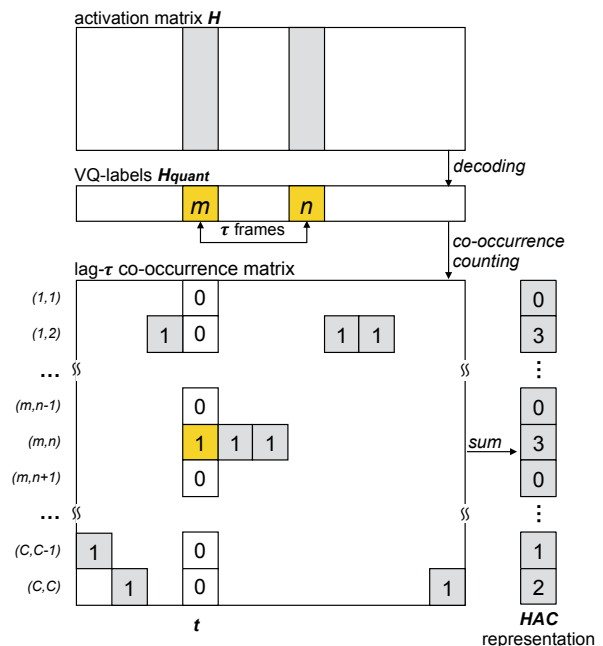 activation matrix H
decoding
VQ-labels Hquant
m n
τ frames
co-occurrence
counting
lag-τ co-occurrence matrix
(1,1) 0 0
(1,2) 1 0 1 1 3
... ⋮
(m,n-1) 0 0
(m,n) 1 1 1 sum 3
(m,n+1) 0 0
... ⋮
(C,C-1) 1 0 1
(C,C) 1 0 1 2
t HAC
representation